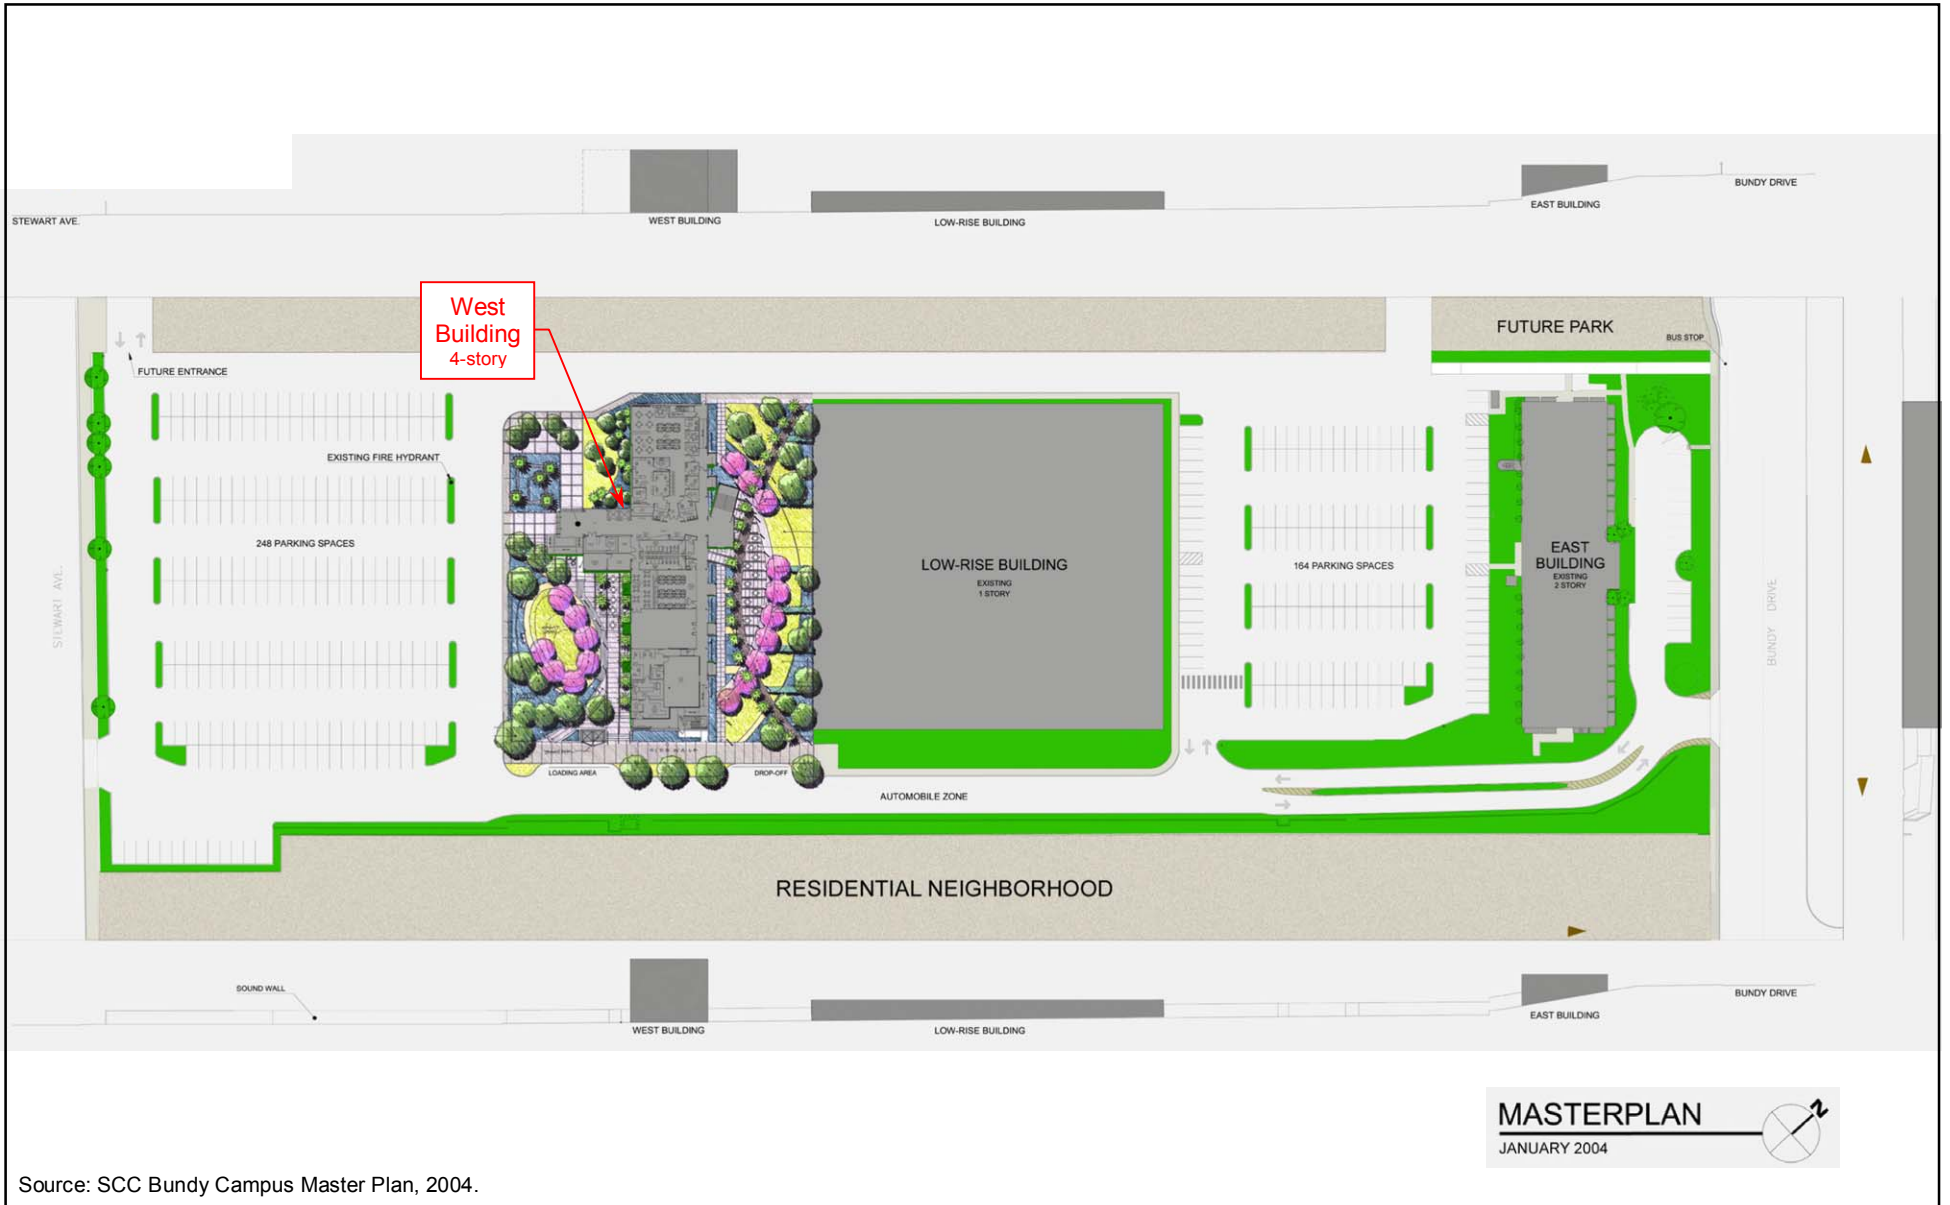 BUNDY DRIVE
EAST BUILDING
STEWART AVE.
WEST BUILDING
LOW-RISE BUILDING
West
Building
4-story
FUTURE PARK
BUS STOP
FUTURE ENTRANCE
EXISTING FIRE HYDRANT
248 PARKING SPACES
LOW-RISE BUILDING
EXISTING
1 STORY
164 PARKING SPACES
EAST
BUILDING
EXISTING
2 STORY
STEWART AVE.
BUNDY DRIVE
LOADING AREA
DROP-OFF
AUTOMOBILE ZONE
RESIDENTIAL NEIGHBORHOOD
SOUND WALL
BUNDY DRIVE
WEST BUILDING
LOW-RISE BUILDING
EAST BUILDING
MASTERPLAN
N
JANUARY 2004
Source: SCC Bundy Campus Master Plan, 2004.